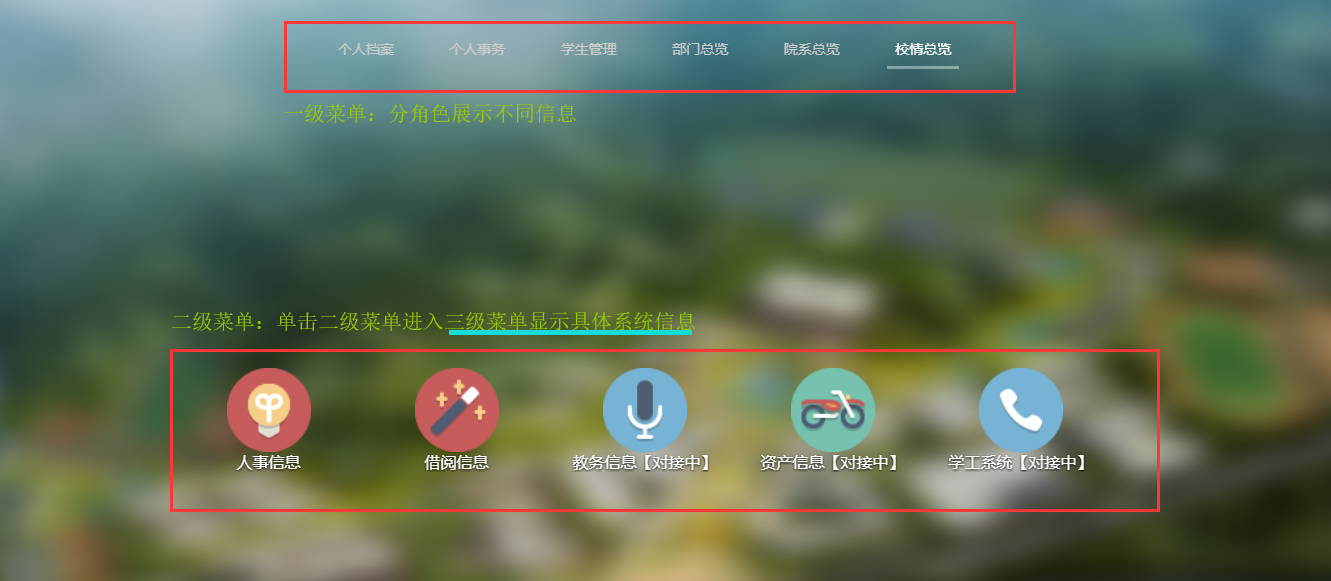 个人档案 个人事务 学生管理 部门总览 院系总览 校情总览
一级菜单：分角色展示不同信息
二级菜单：单击二级菜单进入三级菜单显示具体系统信息
人事信息 借阅信息 教务信息【对接中】 资产信息【对接中】 学工系统【对接中】